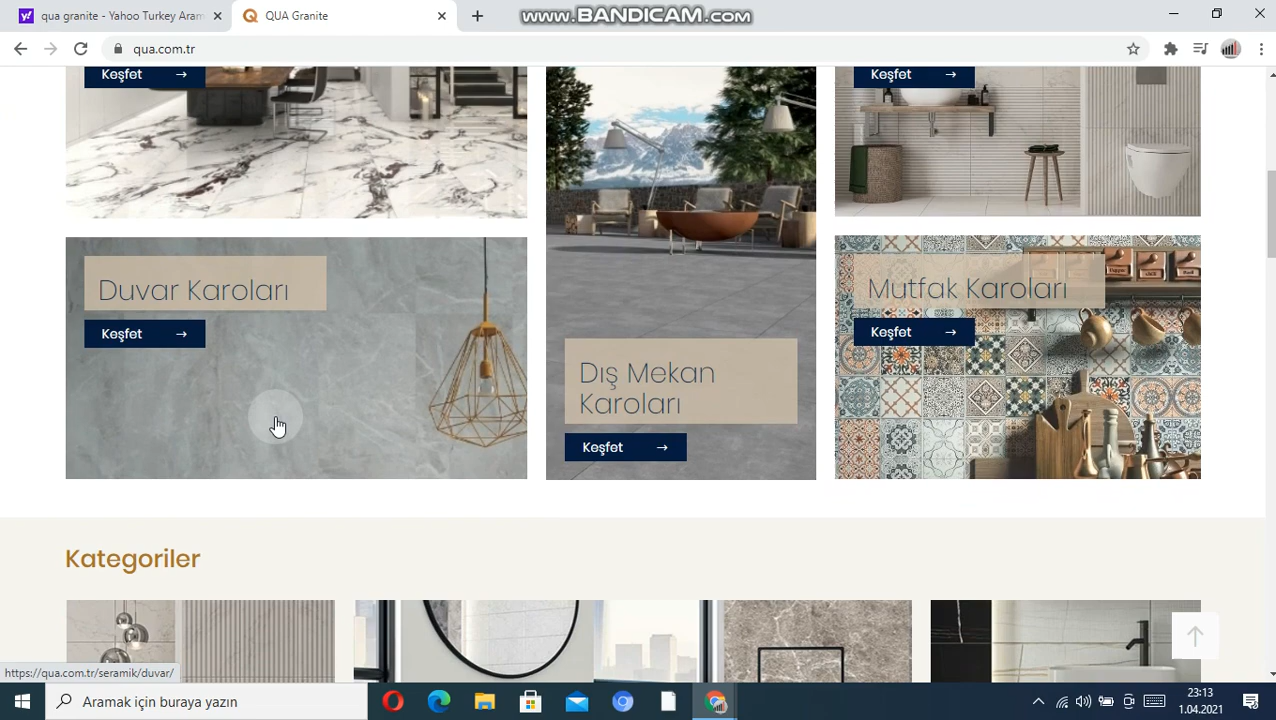 qua granite - Yahoo Turkey Aram
QUA Granite
www.BANDICAM.com
qua.com.tr
Keşfet →
Keşfet →
Duvar Karoları
Keşfet →
Dış Mekan
Karoları
Keşfet →
Mutfak Karoları
Keşfet →
Kategoriler
https://qua.com.tr/seramik/duvar/
Aramak için buraya yazın
23:13
1.04.2021